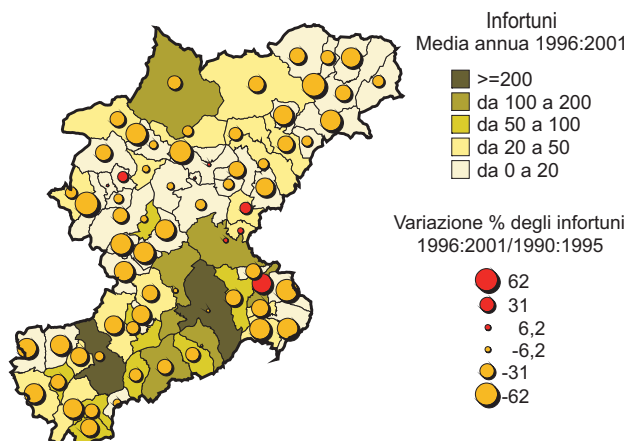 Infortuni
Media annua 1996:2001
>=200
da 100 a 200
da 50 a 100
da 20 a 50
da 0 a 20
Variazione % degli infortuni
1996:2001/1990:1995
62
31
6,2
-6,2
-31
-62